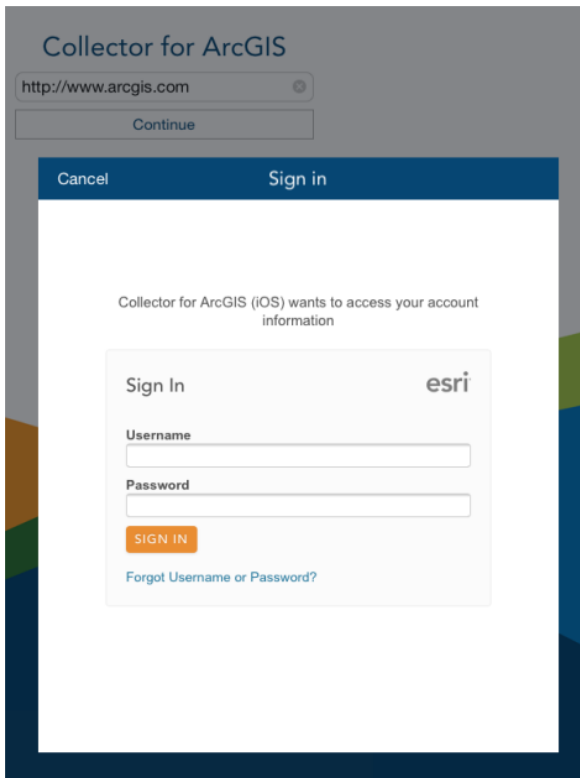 Collector for ArcGIS
http://www.arcgis.com
Continue
Cancel
Sign in
Collector for ArcGIS (iOS) wants to access your account
information
Sign In
esri
Username
Password
SIGN IN
Forgot Username or Password?